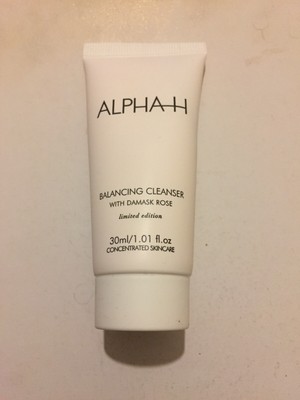 ALPHA-H
BALANCING CLEANSER
WITH DAMASK ROSE
limited edition
30ml/1.01 fl.oz
CONCENTRATED SKINCARE